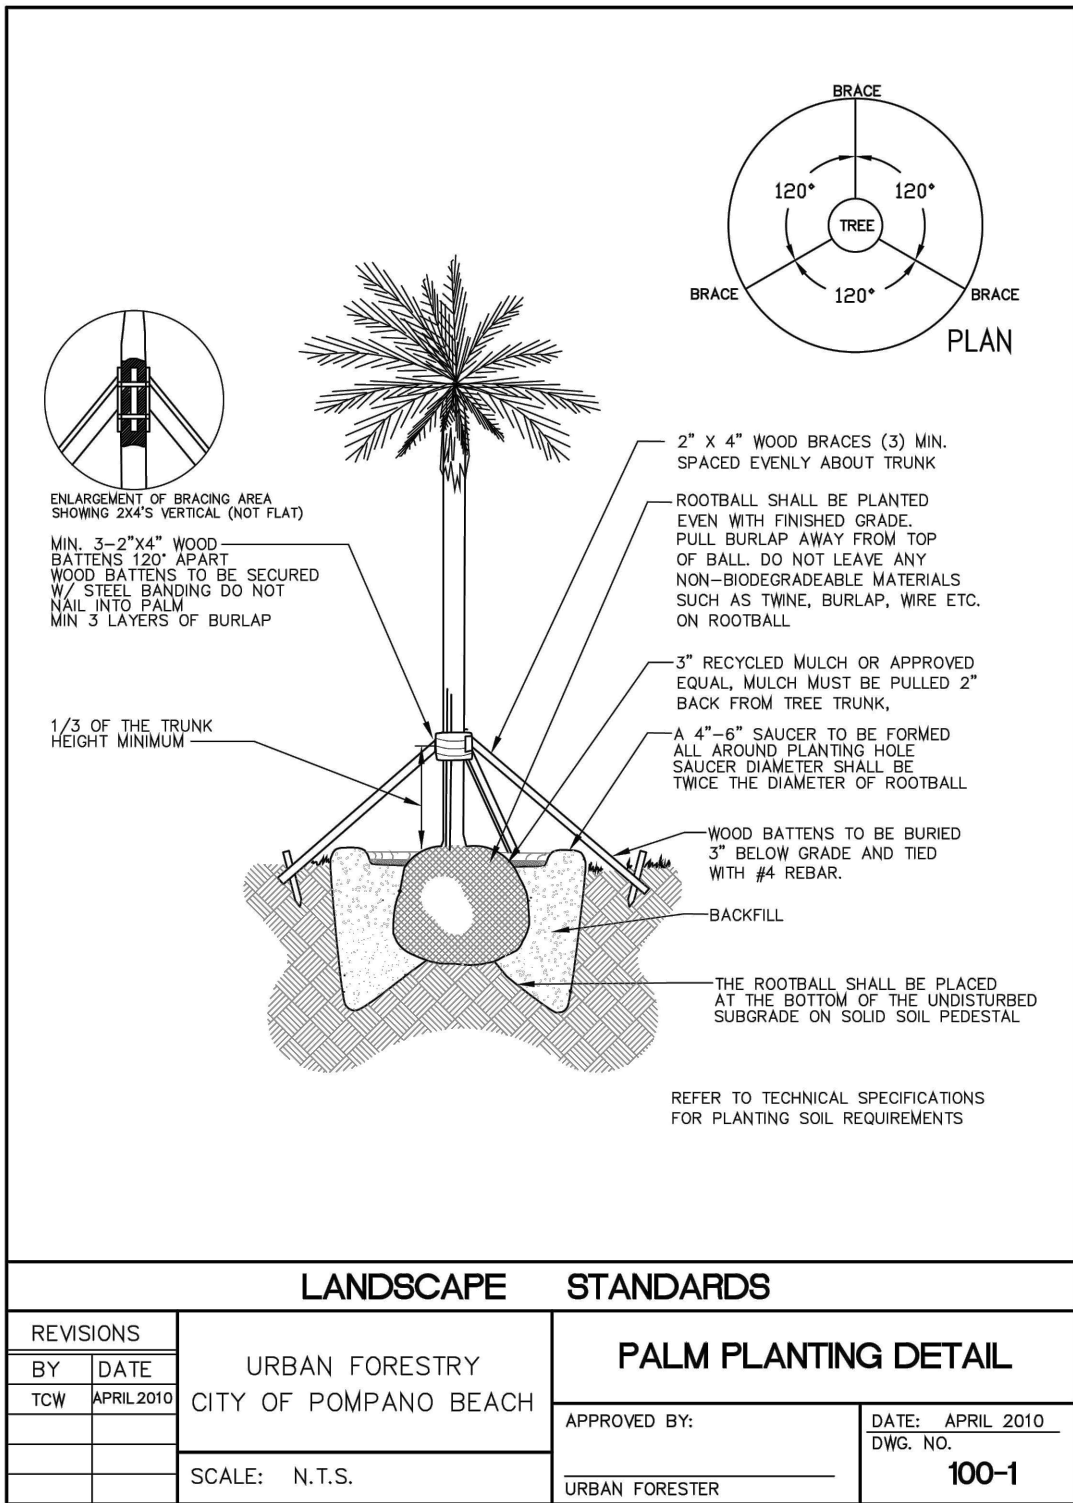 BRACE
120° 120°
TREE
BRACE 120° BRACE
PLAN
ENLARGEMENT OF BRACING AREA
SHOWING 2X4'S VERTICAL (NOT FLAT)
MIN. 3-2"X4" WOOD
BATTENS 120° APART
WOOD BATTENS TO BE SECURED
W/ STEEL BANDING DO NOT
NAIL INTO PALM
MIN 3 LAYERS OF BURLAP
1/3 OF THE TRUNK
HEIGHT MINIMUM
2" X 4" WOOD BRACES (3) MIN.
SPACED EVENLY ABOUT TRUNK
ROOTBALL SHALL BE PLANTED
EVEN WITH FINISHED GRADE.
PULL BURLAP AWAY FROM TOP
OF BALL. DO NOT LEAVE ANY
NON-BIODEGRADEABLE MATERIALS
SUCH AS TWINE, BURLAP, WIRE ETC.
ON ROOTBALL
3" RECYCLED MULCH OR APPROVED
EQUAL, MULCH MUST BE PULLED 2"
BACK FROM TREE TRUNK,
A 4"-6" SAUCER TO BE FORMED
ALL AROUND PLANTING HOLE
SAUCER DIAMETER SHALL BE
TWICE THE DIAMETER OF ROOTBALL
WOOD BATTENS TO BE BURIED
3" BELOW GRADE AND TIED
WITH #4 REBAR.
BACKFILL
THE ROOTBALL SHALL BE PLACED
AT THE BOTTOM OF THE UNDISTURBED
SUBGRADE ON SOLID SOIL PEDESTAL
REFER TO TECHNICAL SPECIFICATIONS
FOR PLANTING SOIL REQUIREMENTS
LANDSCAPE STANDARDS
REVISIONS
BY DATE
TCW APRIL 2010
URBAN FORESTRY
CITY OF POMPANO BEACH
SCALE: N.T.S.
PALM PLANTING DETAIL
APPROVED BY:
URBAN FORESTER
DATE: APRIL 2010
DWG. NO.
100-1